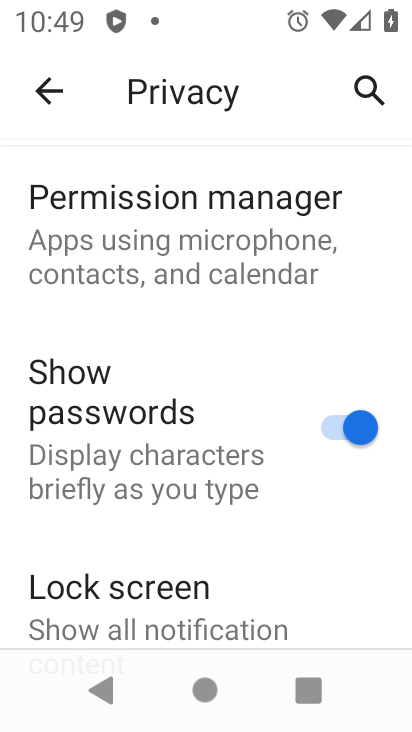 10:49
Privacy
Permission manager
Apps using microphone,
contacts, and calendar
Show
passwords
Display characters
briefly as you type
Lock screen
Show all notification
content